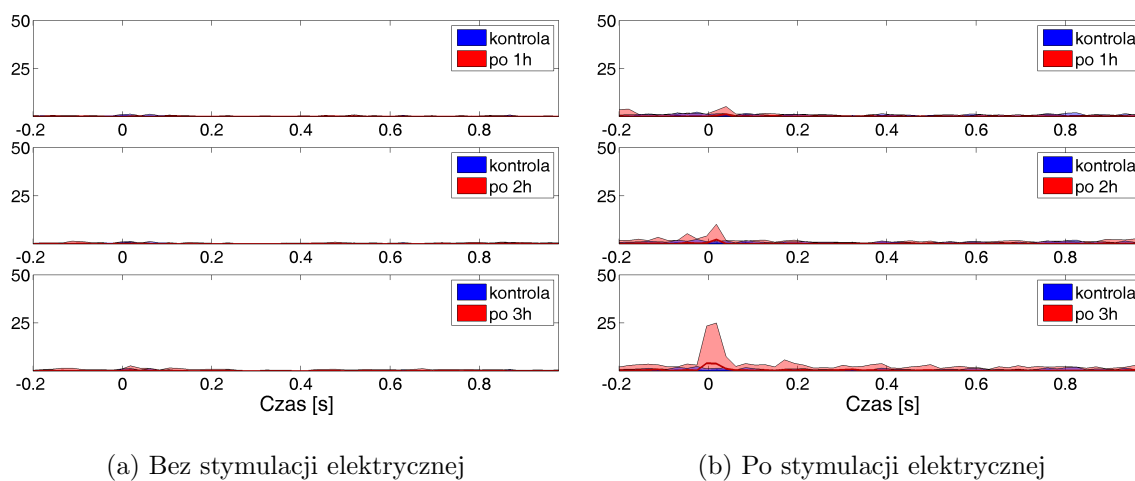 50
25
kontrola
po 1h
-0.2 0 0.2 0.4 0.6 0.8
50
25
kontrola
po 2h
-0.2 0 0.2 0.4 0.6 0.8
50
25
kontrola
po 3h
-0.2 0 0.2 0.4 0.6 0.8
Czas [s]
(a) Bez stymulacji elektrycznej
50
25
kontrola
po 1h
-0.2 0 0.2 0.4 0.6 0.8
50
25
kontrola
po 2h
-0.2 0 0.2 0.4 0.6 0.8
50
25
kontrola
po 3h
-0.2 0 0.2 0.4 0.6 0.8
Czas [s]
(b) Po stymulacji elektrycznej